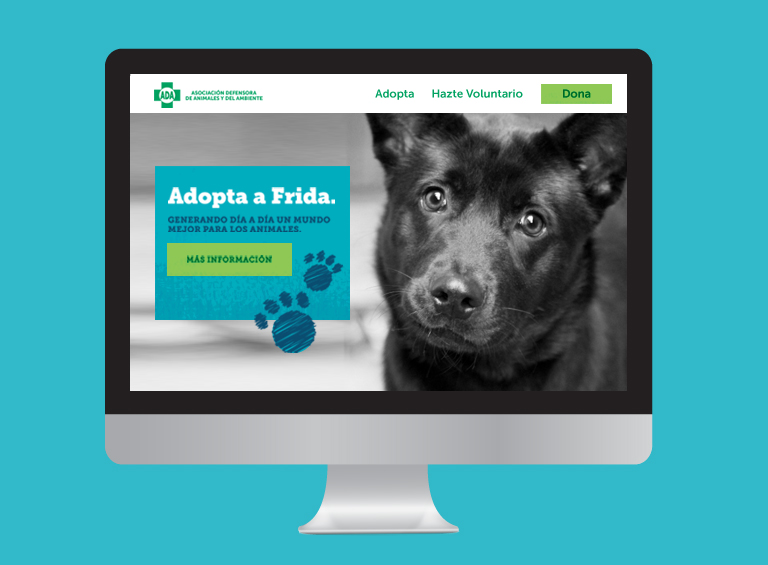 ADA
ASOCIACIÓN DEFENSORA
DE ANIMALES Y DEL AMBIENTE
Adopta
Hazte Voluntario
Dona
Adopta a Frida.
GENERANDO DÍA A DÍA UN MUNDO
MEJOR PARA LOS ANIMALES.
MÁS INFORMACIÓN